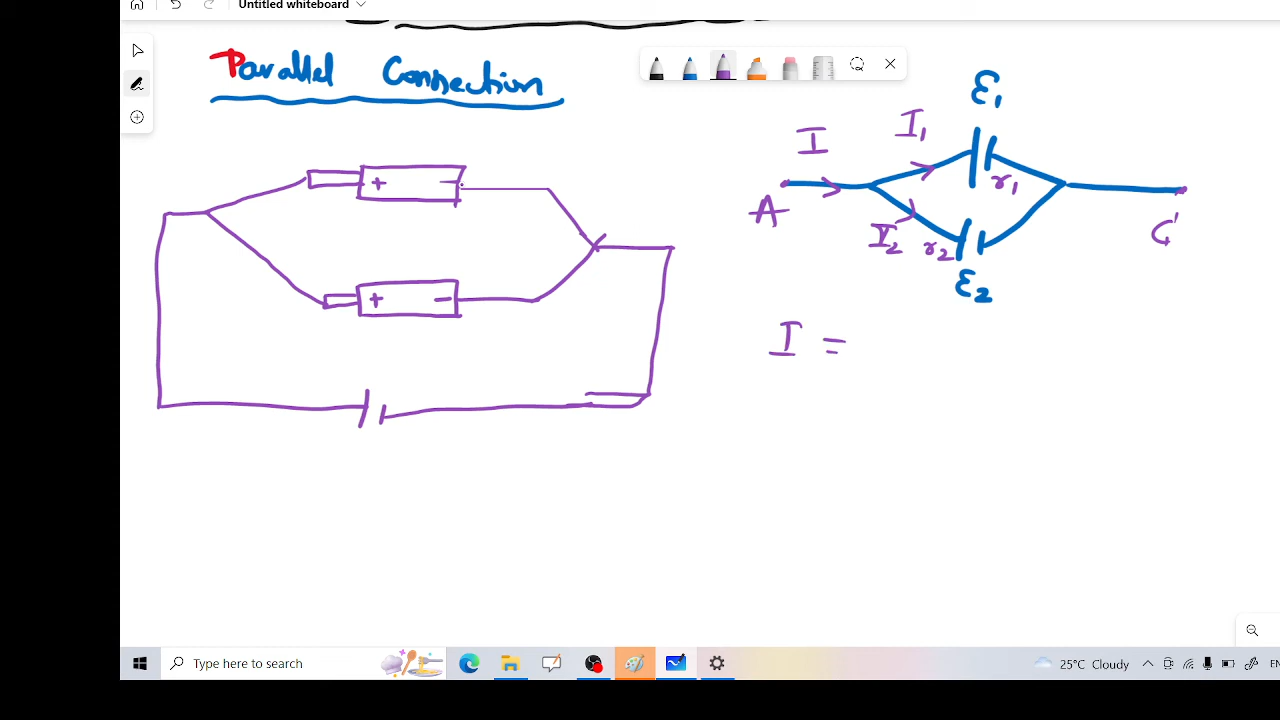 Untitled whiteboard
Parallel Connection
+ -
+ -
ε1
I I1
r1
A
I2 r2
ε2
I =
Type here to search
25°C Cloudy